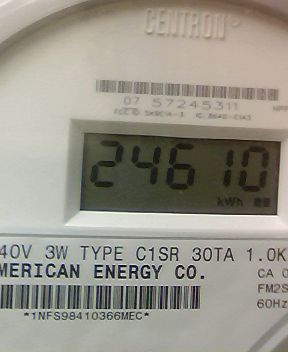 CENTRON
07 57245311
24610
kWh
40V 3W TYPE C1SR 30TA 1.0K
MERICAN ENERGY CO.
CA 0
FM2S
60Hz
*1NFS98410366MEC*